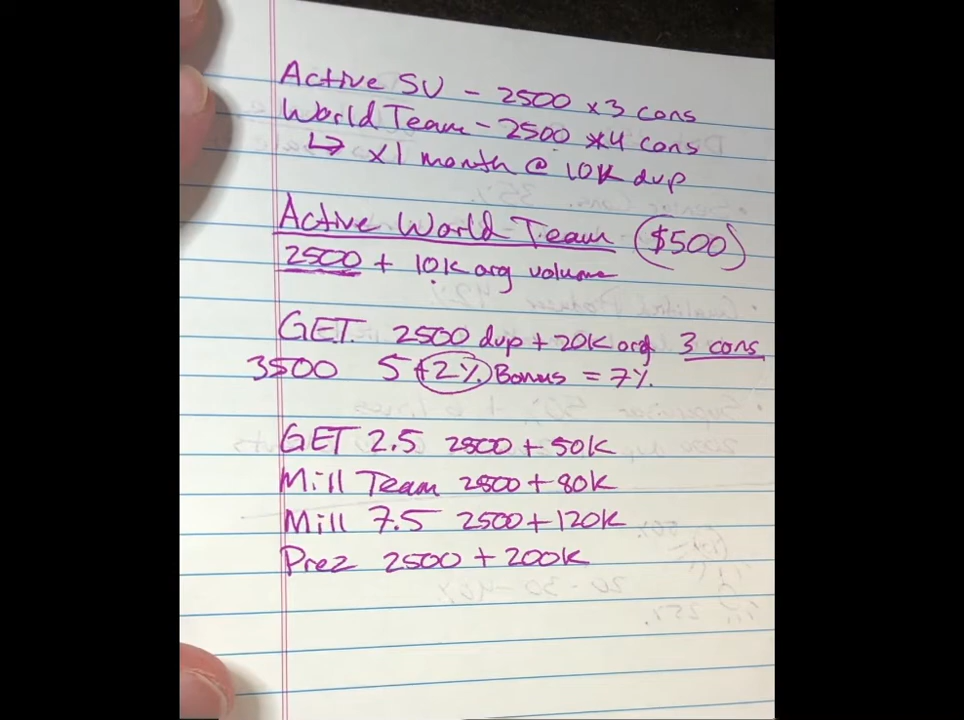 Active SV - 2500 x3 cons
World Team - 2500 x4 cons
↳ x1 month @ 10K dvp
Active World Team ($500)
2500 + 10K org volume
GET 2500 dvp + 20K org 3 cons
3500 5 + 2% Bonus = 7%
GET 2.5 2500 + 50K
Mill Team 2500 + 80K
Mill 7.5 2500 + 120K
Prez 2500 + 200K